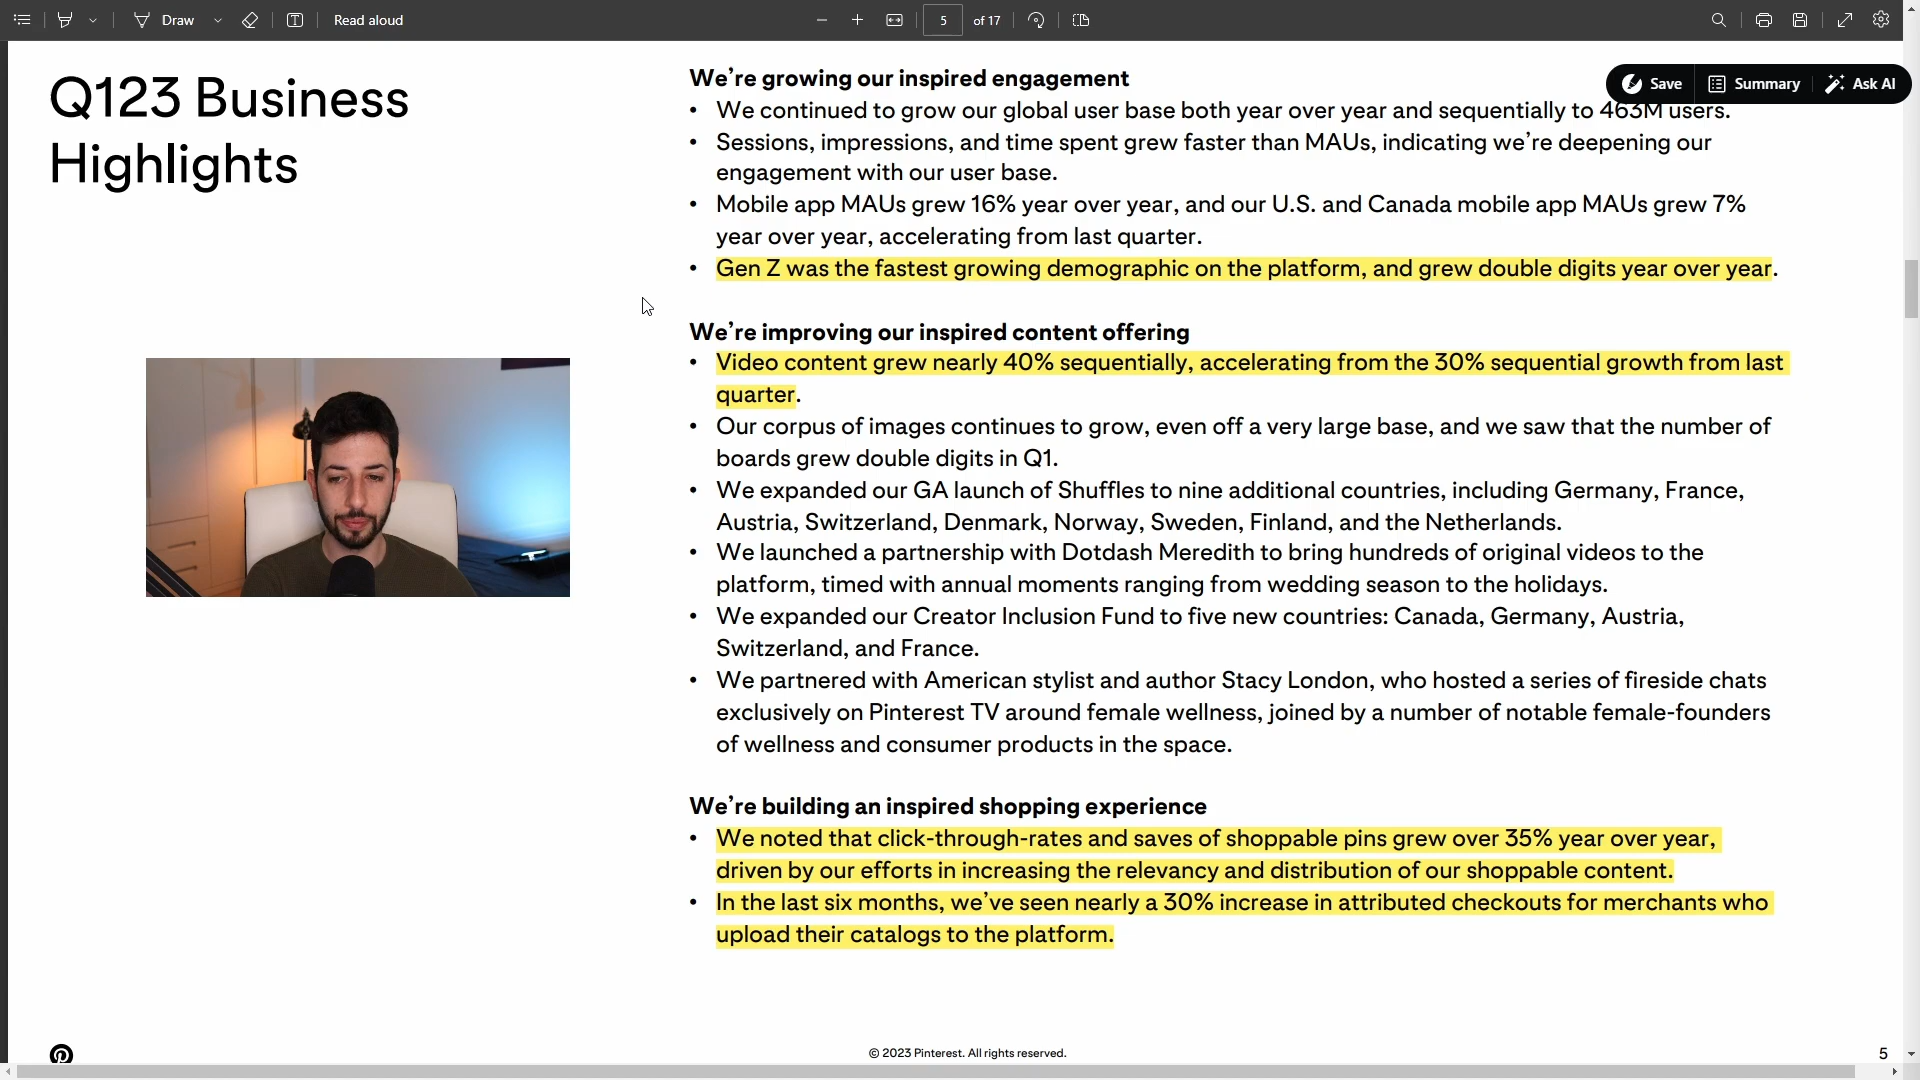 Draw
Read aloud
5 of 17
Q123 Business
Highlights
Save Summary Ask AI
We’re growing our inspired engagement
• We continued to grow our global user base both year over year and sequentially to 463M users.
• Sessions, impressions, and time spent grew faster than MAUs, indicating we’re deepening our
engagement with our user base.
• Mobile app MAUs grew 16% year over year, and our U.S. and Canada mobile app MAUs grew 7%
year over year, accelerating from last quarter.
• Gen Z was the fastest growing demographic on the platform, and grew double digits year over year.
We’re improving our inspired content offering
• Video content grew nearly 40% sequentially, accelerating from the 30% sequential growth from last
quarter.
• Our corpus of images continues to grow, even off a very large base, and we saw that the number of
boards grew double digits in Q1.
• We expanded our GA launch of Shuffles to nine additional countries, including Germany, France,
Austria, Switzerland, Denmark, Norway, Sweden, Finland, and the Netherlands.
• We launched a partnership with Dotdash Meredith to bring hundreds of original videos to the
platform, timed with annual moments ranging from wedding season to the holidays.
• We expanded our Creator Inclusion Fund to five new countries: Canada, Germany, Austria,
Switzerland, and France.
• We partnered with American stylist and author Stacy London, who hosted a series of fireside chats
exclusively on Pinterest TV around female wellness, joined by a number of notable female-founders
of wellness and consumer products in the space.
We’re building an inspired shopping experience
• We noted that click-through-rates and saves of shoppable pins grew over 35% year over year,
driven by our efforts in increasing the relevancy and distribution of our shoppable content.
• In the last six months, we’ve seen nearly a 30% increase in attributed checkouts for merchants who
upload their catalogs to the platform.
© 2023 Pinterest. All rights reserved.
5